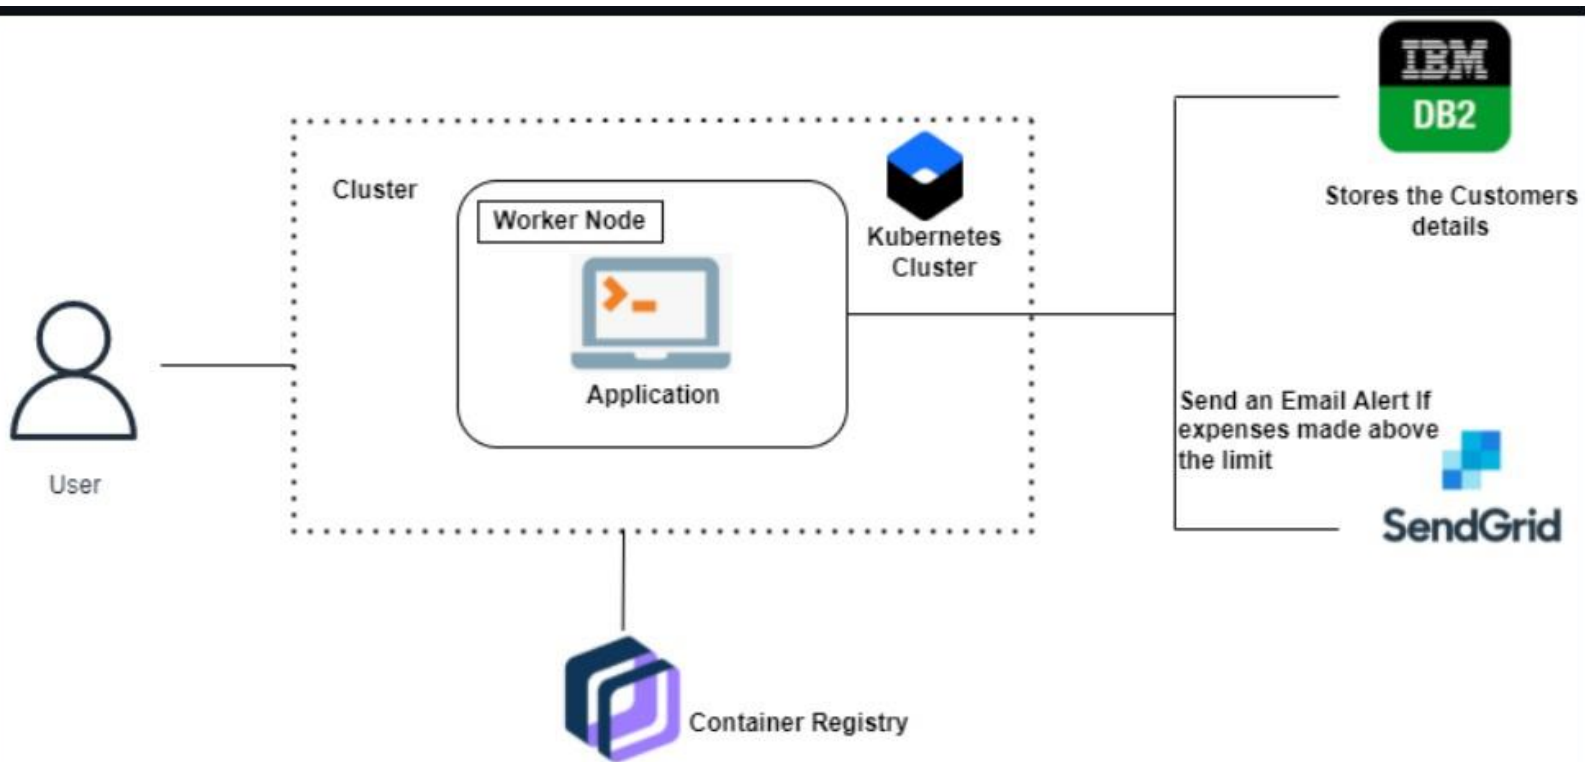 IBM
DB2
Stores the Customers
details
Cluster
Worker Node
Kubernetes
Cluster
Application
User
Send an Email Alert If
expenses made above
the limit
SendGrid
Container Registry